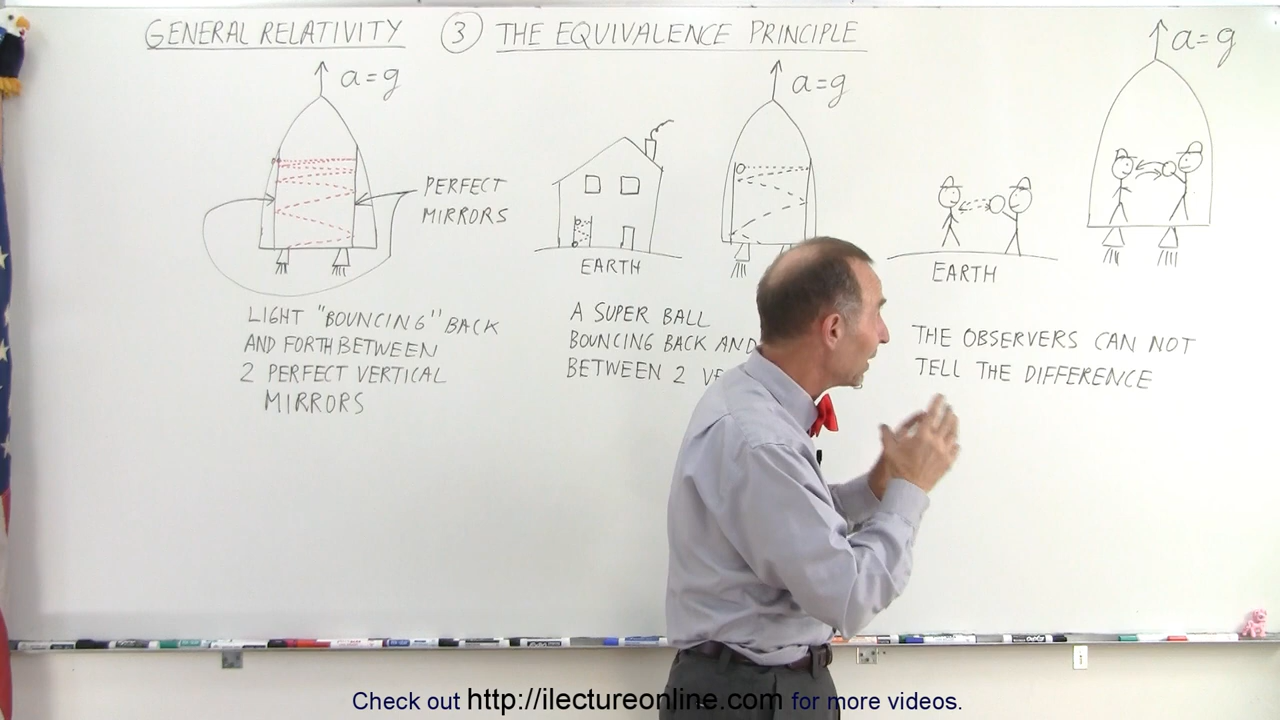 GENERAL RELATIVITY ③ THE EQUIVALENCE PRINCIPLE
a=g
a=g
a=g
PERFECT
MIRRORS
EARTH
EARTH
LIGHT "BOUNCING" BACK
AND FORTH BETWEEN
2 PERFECT VERTICAL
MIRRORS
A SUPER BALL
BOUNCING BACK AND
BETWEEN 2
THE OBSERVERS CAN NOT
TELL THE DIFFERENCE
Check out http://ilectureonline.com for more videos.